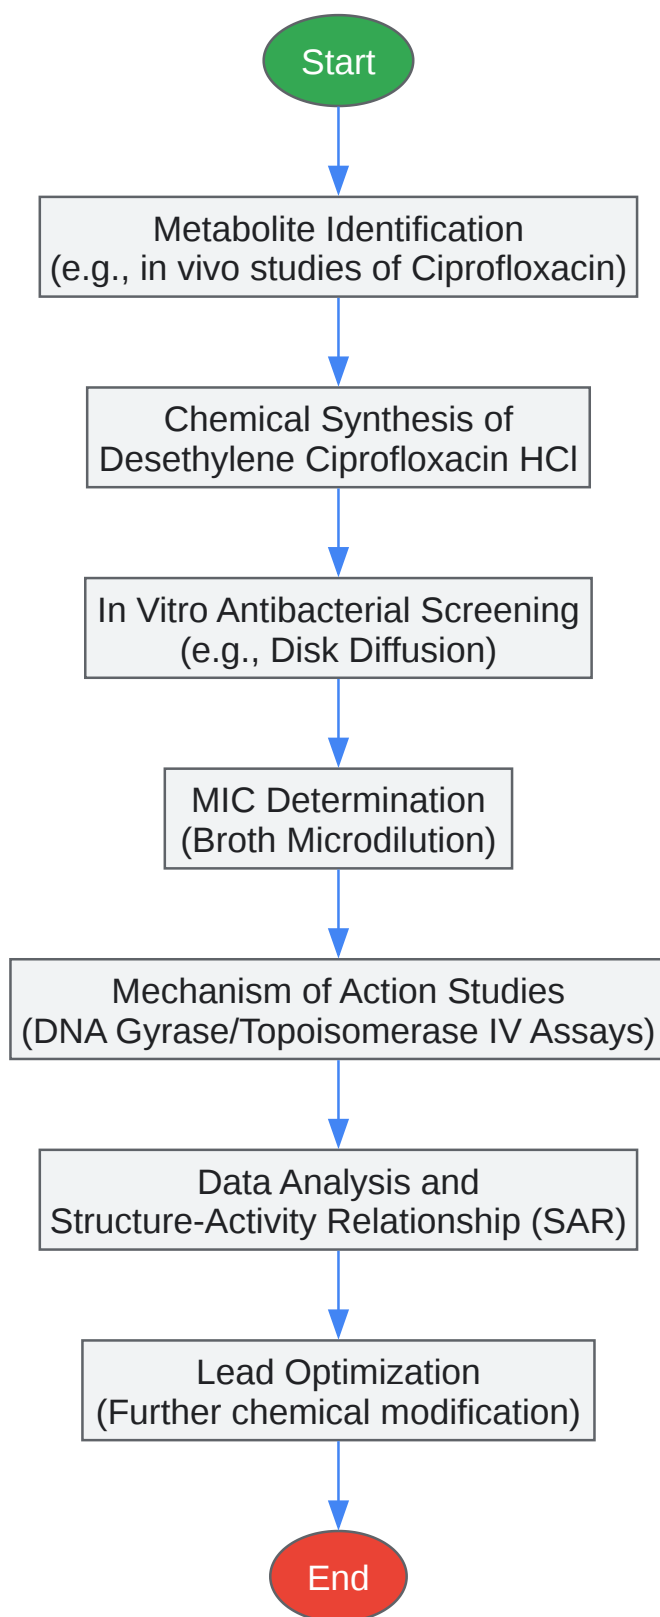 Start
Metabolite Identification
(e.g., in vivo studies of Ciprofloxacin)
Chemical Synthesis of
Desethylene Ciprofloxacin HCl
In Vitro Antibacterial Screening
(e.g., Disk Diffusion)
MIC Determination
(Broth Microdilution)
Mechanism of Action Studies
(DNA Gyrase/Topoisomerase IV Assays)
Data Analysis and
Structure-Activity Relationship (SAR)
Lead Optimization
(Further chemical modification)
End